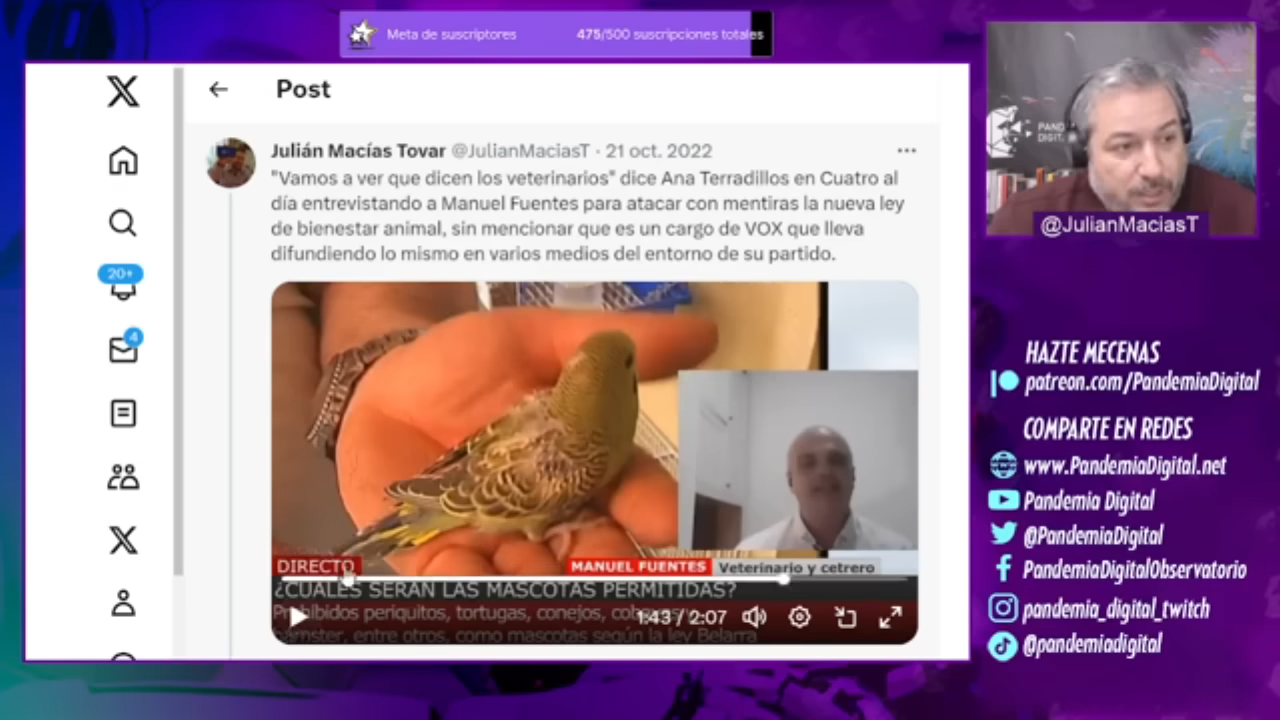 Meta de suscriptores 475/500 suscripciones totales
Post
Julián Macías Tovar @JulianMaciasT · 21 oct. 2022
"Vamos a ver que dicen los veterinarios" dice Ana Terradillos en Cuatro al
día entrevistando a Manuel Fuentes para atacar con mentiras la nueva ley
de bienestar animal, sin mencionar que es un cargo de VOX que lleva
difundiendo lo mismo en varios medios del entorno de su partido.
20+
4
DIRECTO
MANUEL FUENTES Veterinario y cetrero
¿CUÁLES SERÁN LAS MASCOTAS PERMITIDAS?
Prohibidos periquitos, tortugas, conejos,
1:43 / 2:07
hámster, entre otros, como mascotas según la ley Belarra
PAND
DIGIT
@JulianMaciasT
HAZTE MECENAS
patreon.com/PandemiaDigital
COMPARTE EN REDES
www.PandemiaDigital.net
Pandemia Digital
@PandemiaDigital
PandemiaDigitalObservatorio
pandemia_digital_twitch
@pandemiadigital